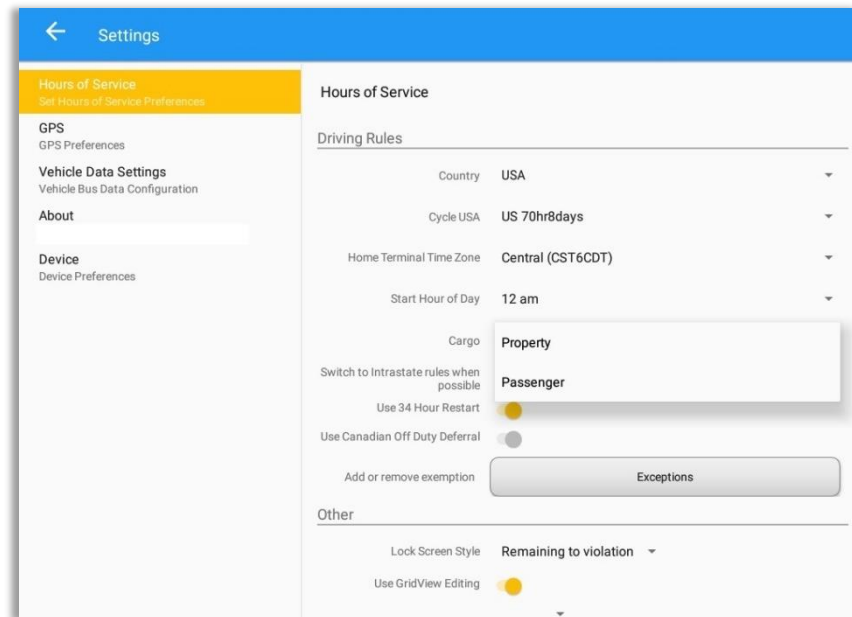 Settings
Hours of Service
Set Hours of Service Preferences
GPS
GPS Preferences
Vehicle Data Settings
Vehicle Bus Data Configuration
About
Device
Device Preferences
Hours of Service
Driving Rules
Country USA
Cycle USA US 70hr8days
Home Terminal Time Zone Central (CST6CDT)
Start Hour of Day 12 am
Cargo Property
Passenger
Switch to Intrastate rules when
possible
Use 34 Hour Restart
Use Canadian Off Duty Deferral
Add or remove exemption Exceptions
Other
Lock Screen Style Remaining to violation
Use GridView Editing